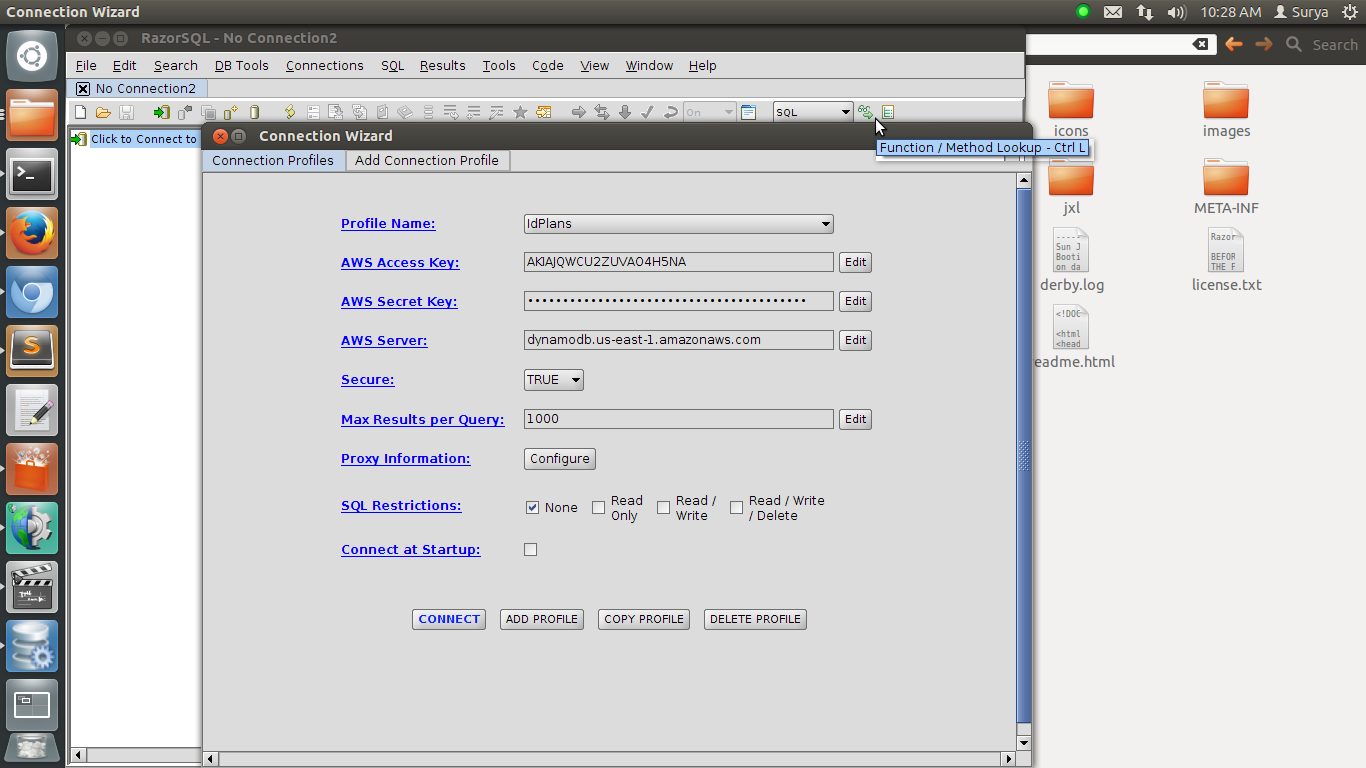 Connection Wizard
10:28 AM
Surya
RazorSQL - No Connection2
Search
File Edit Search DB Tools Connections SQL Results Tools Code View Window Help
No Connection2
On
SQL
Click to Connect to
Connection Wizard
Function / Method Lookup - Ctrl L
Connection Profiles
Add Connection Profile
Profile Name:
IdPlans
AWS Access Key:
AKIAJQWCU2ZUVAO4H5NA
Edit
AWS Secret Key:
••••••••••••••••••••••••••••••••••••••••
Edit
AWS Server:
dynamodb.us-east-1.amazonaws.com
Edit
Secure:
TRUE
Max Results per Query:
1000
Edit
Proxy Information:
Configure
SQL Restrictions:
None
Read
Only
Read /
Write
Read / Write
/ Delete
Connect at Startup:
CONNECT
ADD PROFILE
COPY PROFILE
DELETE PROFILE
icons
images
jxl
META-INF
-----
Sun J
Booti
on da
derby.log
Razor
BEFOR
THE F
license.txt
<!DOC
<html
<head
eadme.html